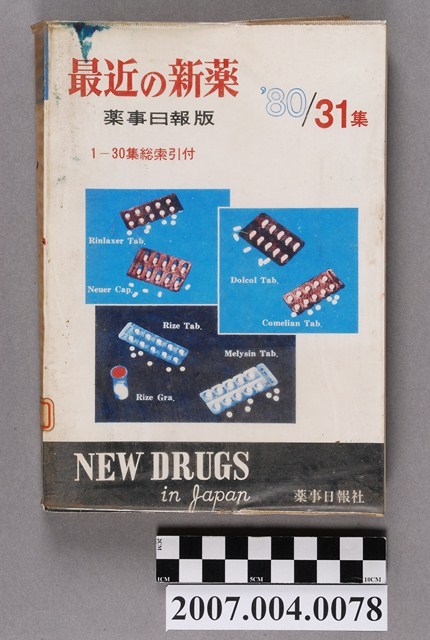 最近の新薬
'80/31集
薬事日報版
1-30集総索引付
Rinlaxer Tab.
Neuer Cap.
Dolcol Tab.
Comelian Tab.
Rize Tab.
Melysin Tab.
Rize Gra.
NEW DRUGS
in Japan
薬事日報社
2CM
1CM
5CM
10CM
2007.004.0078